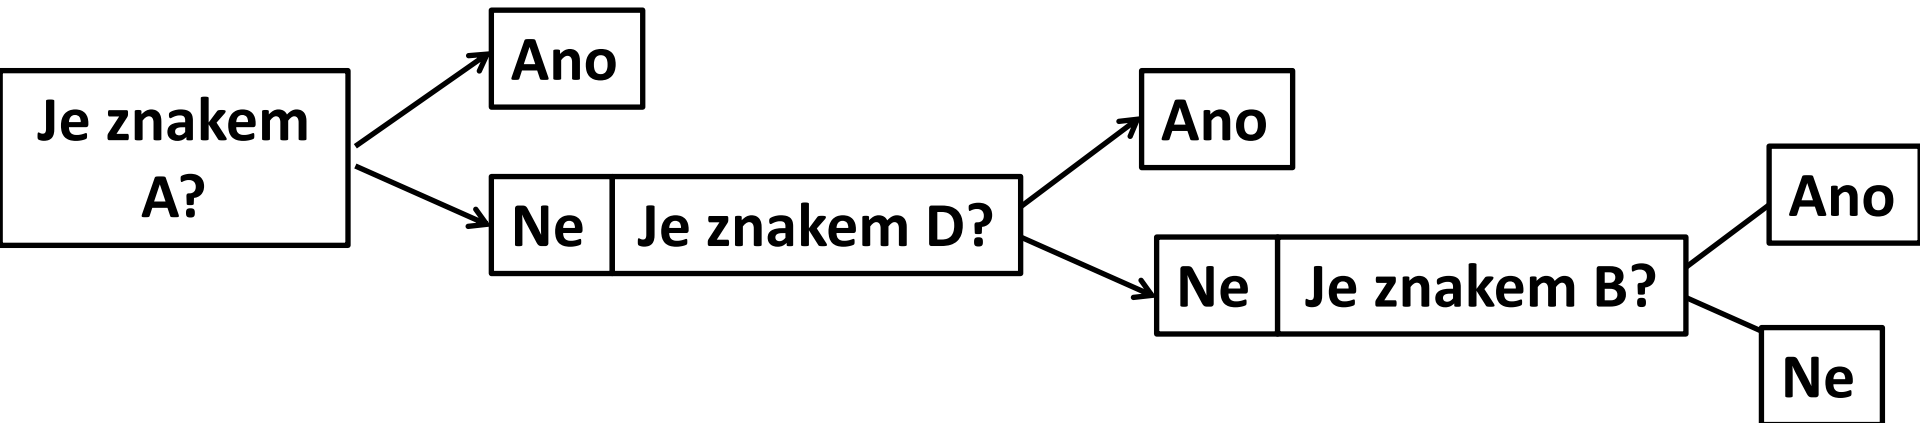 Je znakem
A?
Ano
Ne
Je znakem D?
Ano
Ne
Je znakem B?
Ano
Ne